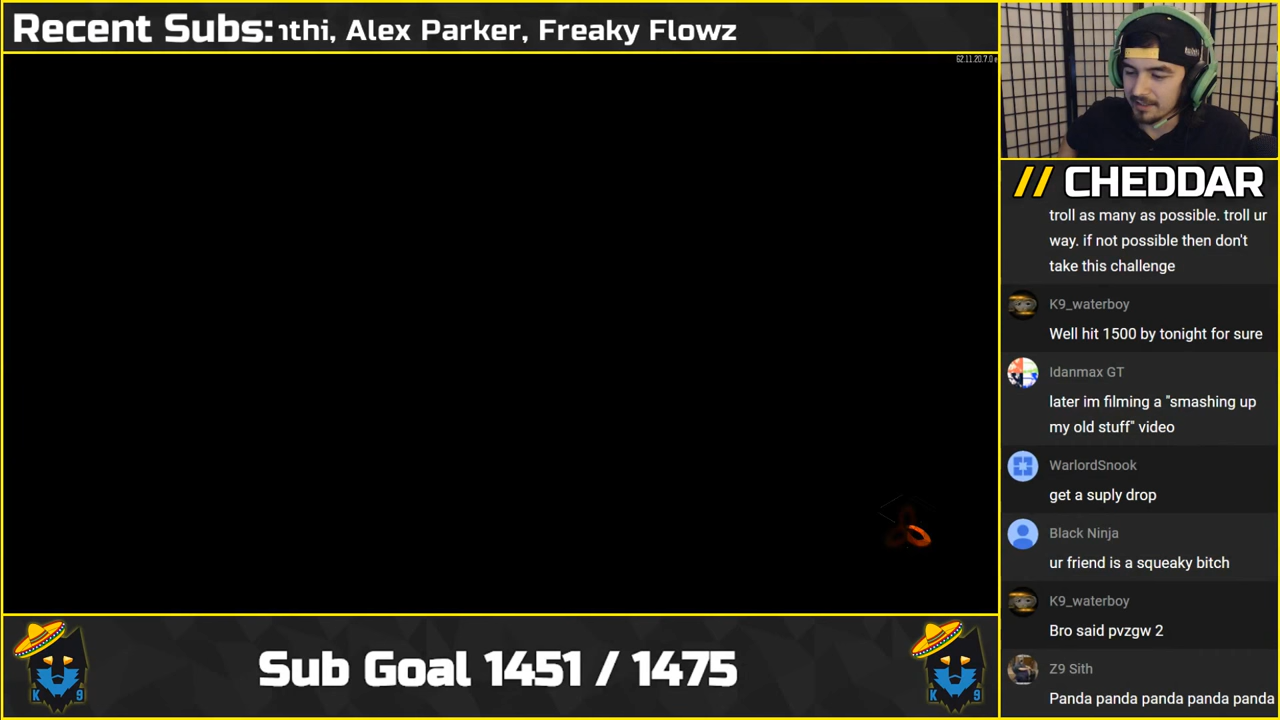 Recent Subs: nthi, Alex Parker, Freaky Flowz
// CHEDDAR
troll as many as possible. troll ur
way. if not possible then don't
take this challenge
K9_waterboy
Well hit 1500 by tonight for sure
Idanmax GT
later im filming a "smashing up
my old stuff" video
WarlordSnook
get a suply drop
Black Ninja
ur friend is a squeaky bitch
K9_waterboy
Bro said pvzgw 2
Z9 Sith
Panda panda panda panda panda
K 9
Sub Goal 1451 / 1475
K 9